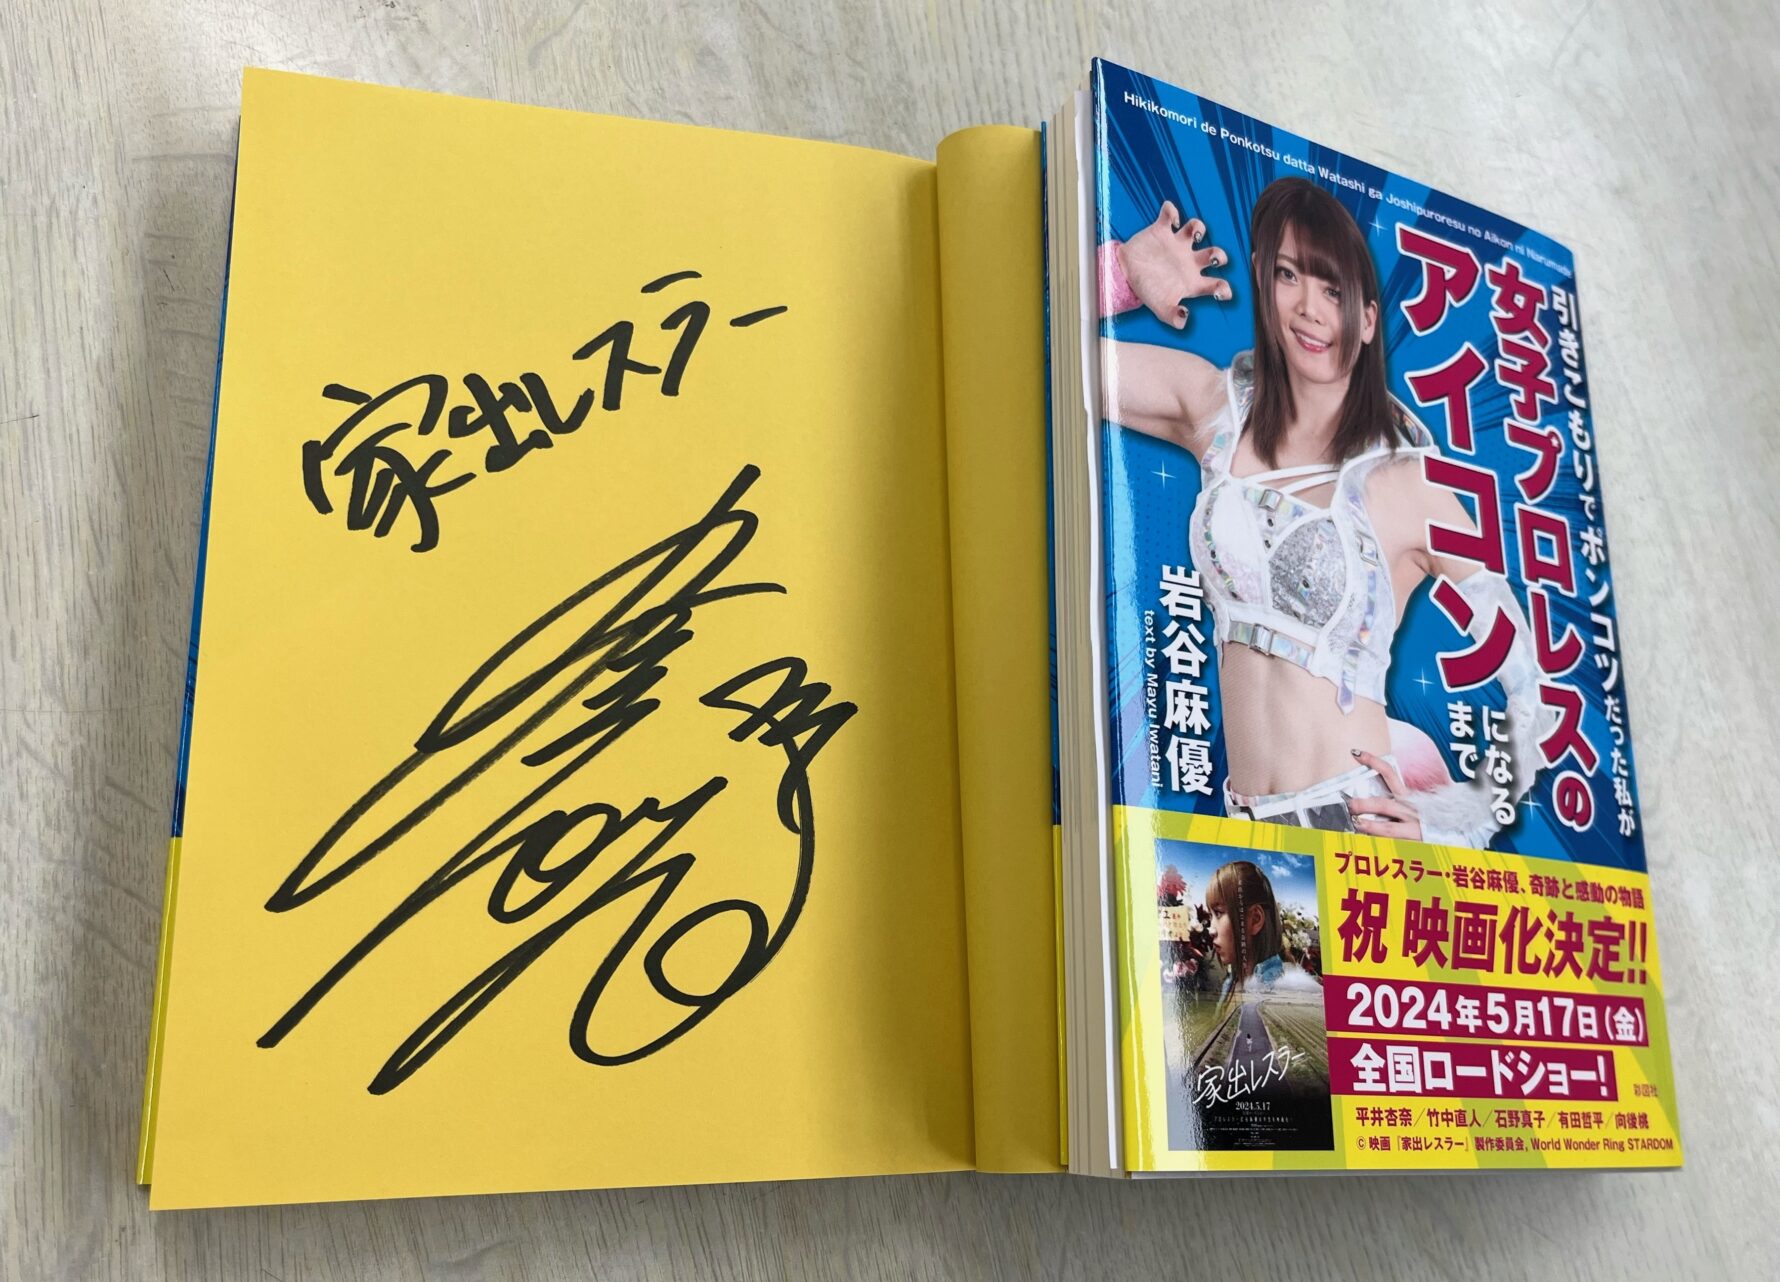 家出レスラー
Hikikomori de Ponkotsu datta Watashi ga Joshipuroresu no Aikon ni Narumade
引きこもりでポンコツだった私が
女子プロレスの
アイコン
になる
まで
岩谷麻優
text by Mayu Iwatani
プロレスラー・岩谷麻優、奇跡と感動の物語
祝 映画化決定!!
2024年5月17日(金)
全国ロードショー!
彩図社
平井杏奈/竹中直人/石野真子/有田哲平/向後桃
© 映画『家出レスラー』製作委員会, World Wonder Ring STARDOM
家出レスラー
2024.5.17